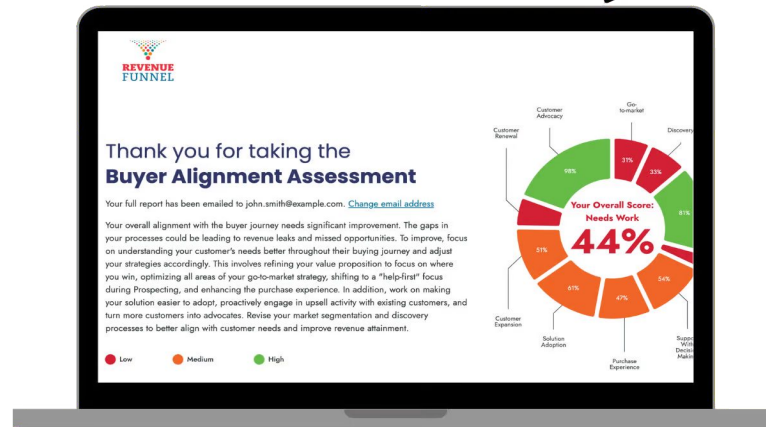 REVENUE
FUNNEL
Thank you for taking the
Buyer Alignment Assessment
Your full report has been emailed to john.smith@example.com. Change email address
Your overall alignment with the buyer journey needs significant improvement. The gaps in
your processes could be leading to revenue leaks and missed opportunities. To improve, focus
on understanding your customer's needs better throughout their buying journey and adjust
your strategies accordingly. This involves refining your value proposition to focus on where
you win, optimizing all areas of your go-to-market strategy, shifting to a "help-first" focus
during Prospecting, and enhancing the purchase experience. In addition, work on making
your solution easier to adopt, proactively engage in upsell activity with existing customers, and
turn more customers into advocates. Revise your market segmentation and discovery
processes to better align with customer needs and improve revenue attainment.
Low
Medium
High
Customer
Advocacy
Go-
to-market
Customer
Renewal
Discovery
98%
31%
33%
81%
Your Overall Score:
Needs Work
44%
51%
61%
47%
54%
Customer
Expansion
Solution
Adoption
Purchase
Experience